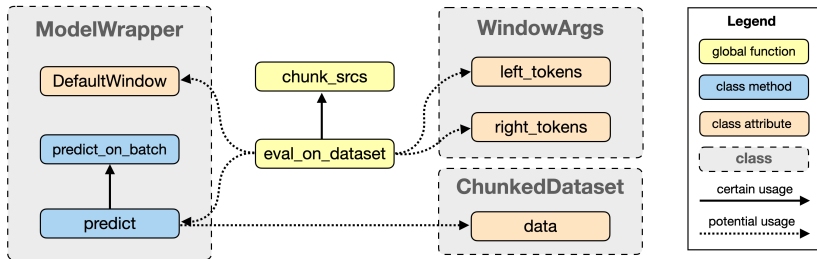 ModelWrapper
DefaultWindow
predict_on_batch
predict
chunk_srcs
eval_on_dataset
WindowArgs
left_tokens
right_tokens
ChunkedDataset
data
Legend
global function
class method
class attribute
class
certain usage
potential usage